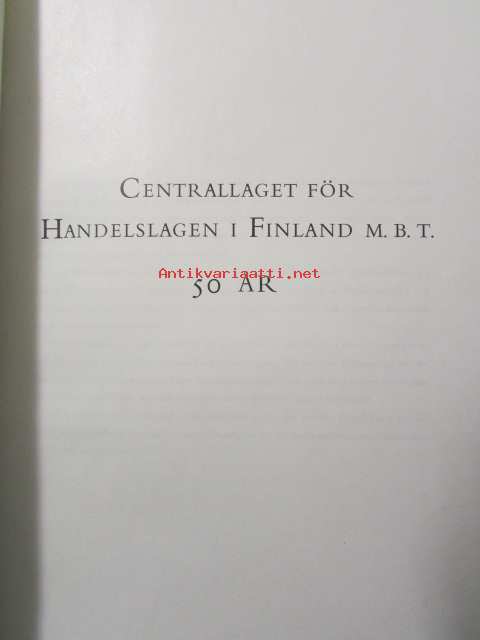 CENTRALLAGET FÖR
HANDELSLAGEN I FINLAND M. B. T.
Antikvariaatti.net
50 ÅR